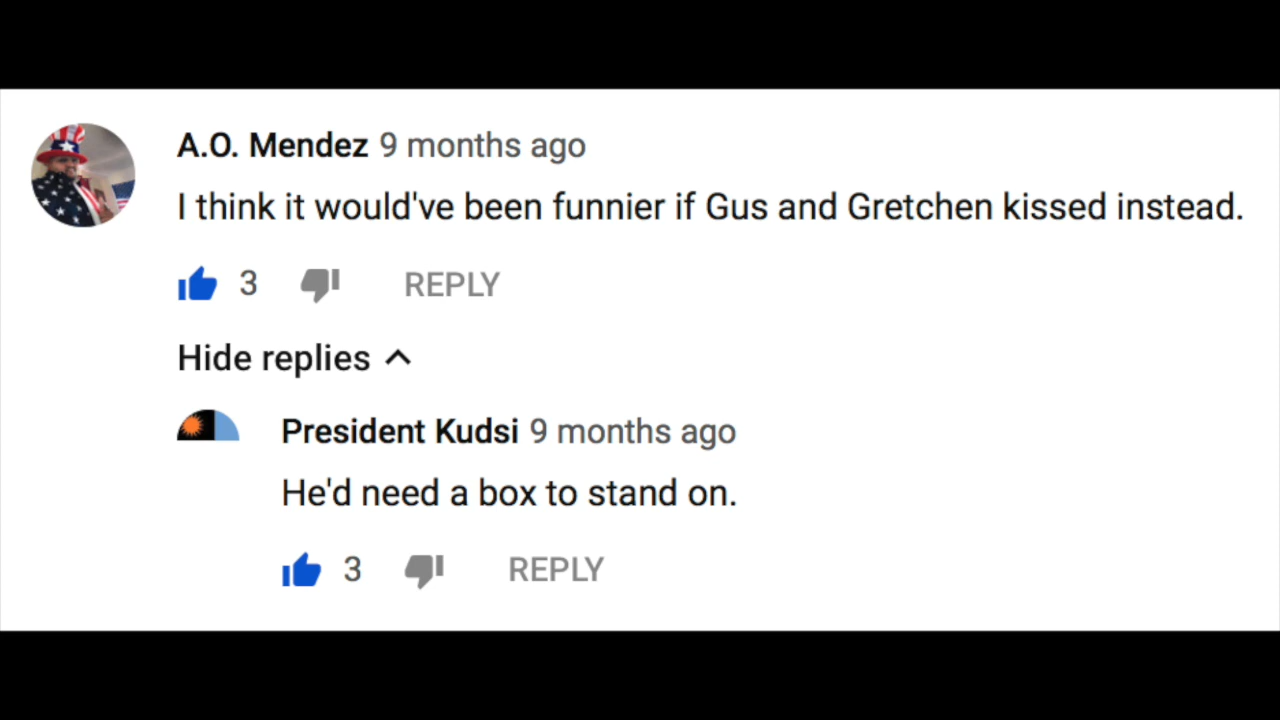 A.O. Mendez 9 months ago
I think it would've been funnier if Gus and Gretchen kissed instead.
3 REPLY
Hide replies
President Kudsi 9 months ago
He'd need a box to stand on.
3 REPLY